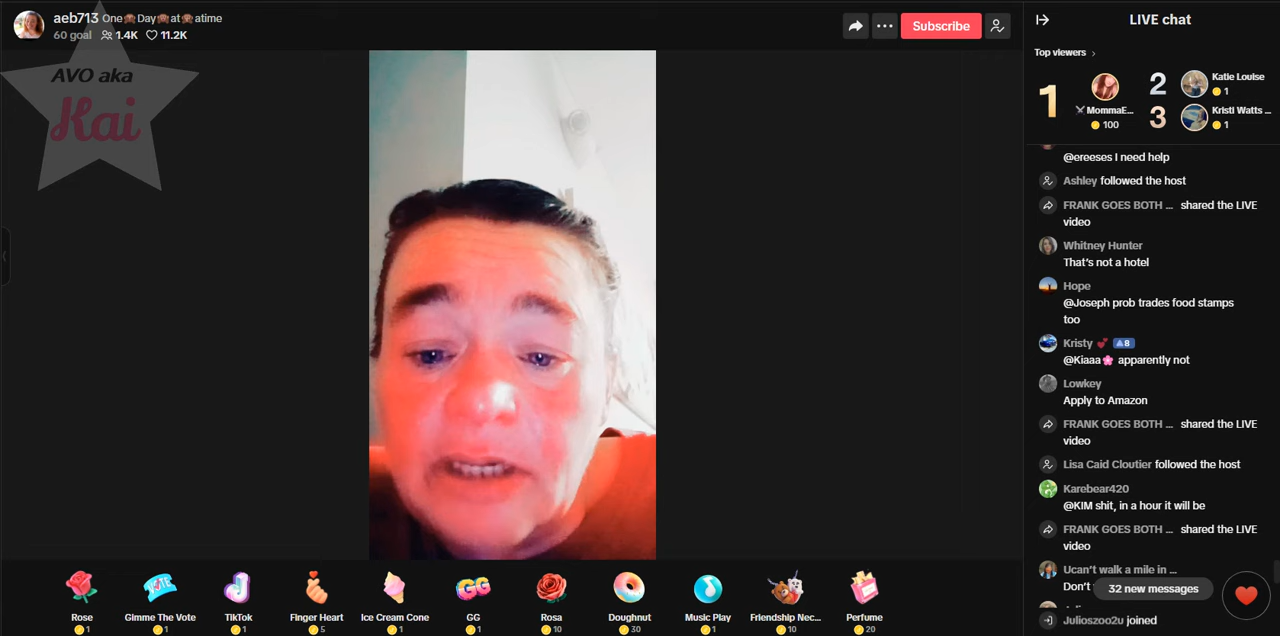 aeb713 One🙈Day🙈at🙈atime
60 goal 1.4K 11.2K
Subscribe
AVO aka
Kai
LIVE chat
Top viewers
1
MommaE...
100
2
Katie Louise
1
3
Kristi Watts ...
1
@ereeses I need help
Ashley followed the host
FRANK GOES BOTH ... shared the LIVE
video
Whitney Hunter
That's not a hotel
Hope
@Joseph prob trades food stamps
too
Kristy 💕 8
@Kiaaa🌸 apparently not
Lowkey
Apply to Amazon
FRANK GOES BOTH ... shared the LIVE
video
Lisa Caid Cloutier followed the host
Karebear420
@KIM shit, in a hour it will be
FRANK GOES BOTH ... shared the LIVE
video
Ucan't walk a mile in ...
Don't
32 new messages
Julioszoo2u joined
Rose
1
VOTE
GImme The Vote
1
TikTok
1
Finger Heart
5
Ice Cream Cone
1
GG
GG
1
Rosa
10
Doughnut
30
Music Play
1
Friendship Nec...
10
Perfume
20